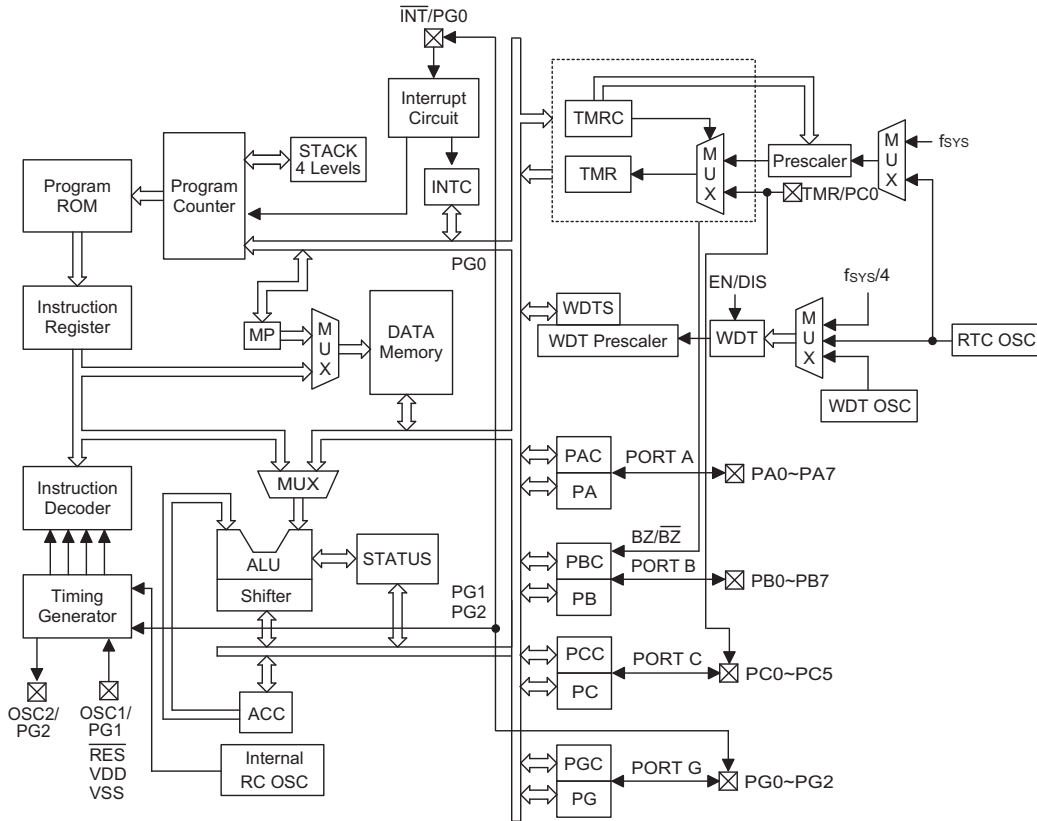 INT/PG0
Interrupt
Circuit
INTC
STACK
4 Levels
Program
ROM
Program
Counter
PG0
Instruction
Register
MP
M
U
X
DATA
Memory
MUX
Instruction
Decoder
ALU
Shifter
STATUS
PG1
PG2
Timing
Generator
OSC2/
PG2
OSC1/
PG1
RES
VDD
VSS
ACC
Internal
RC OSC
TMRC
TMR
M
U
X
Prescaler
M
U
X
fSYS
TMR/PC0
EN/DIS
fSYS/4
WDTS
WDT Prescaler
WDT
M
U
X
RTC OSC
WDT OSC
PAC
PA
PORT A
PA0~PA7
BZ/BZ
PBC
PB
PORT B
PB0~PB7
PCC
PC
PORT C
PC0~PC5
PGC
PG
PORT G
PG0~PG2